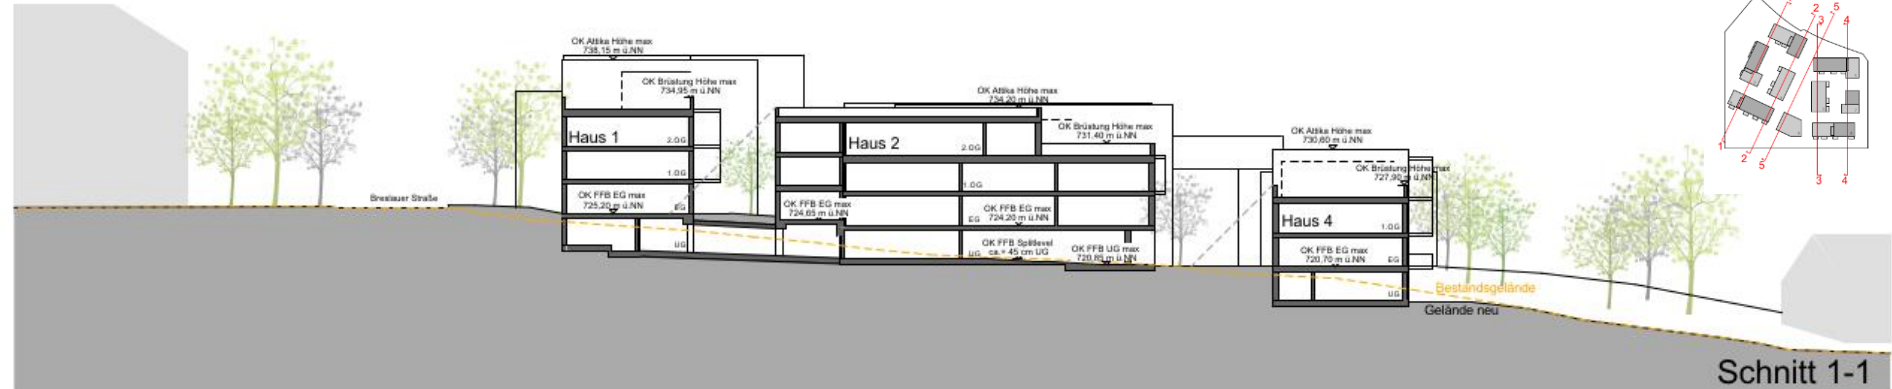 OK Attika Höhe max
738,15 m ü.NN
OK Brüstung Höhe max
734,95 m ü.NN
Haus 1
2.OG
1.OG
OK FFB EG max
725,20 m ü.NN
EG
UG
Breslauer Straße
OK Attika Höhe max
734,20 m ü.NN
OK Brüstung Höhe max
731,40 m ü.NN
Haus 2
2.OG
1.OG
OK FFB EG max
724,65 m ü.NN
EG
OK FFB EG max
724,20 m ü.NN
UG
OK FFB Splitlevel
ca.+ 45 cm UG
OK FFB UG max
720,85 m ü.NN
OK Attika Höhe max
730,60 m ü.NN
OK Brüstung Höhe max
727,90 m ü.NN
Haus 4
1.OG
OK FFB EG max
720,70 m ü.NN
EG
UG
Bestandsgelände
Gelände neu
2
5
3
4
1
2
5
3
4
Schnitt 1-1